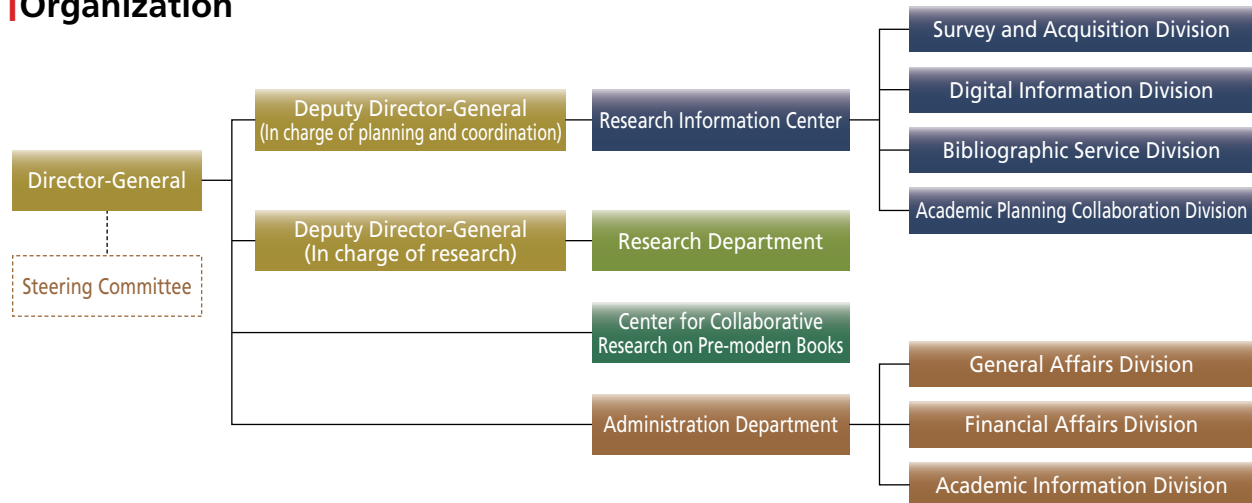 Organization
Director-General
Steering Committee
Deputy Director-General
(In charge of planning and coordination)
Deputy Director-General
(In charge of research)
Research Information Center
Research Department
Center for Collaborative
Research on Pre-modern Books
Administration Department
Survey and Acquisition Division
Digital Information Division
Bibliographic Service Division
Academic Planning Collaboration Division
General Affairs Division
Financial Affairs Division
Academic Information Division